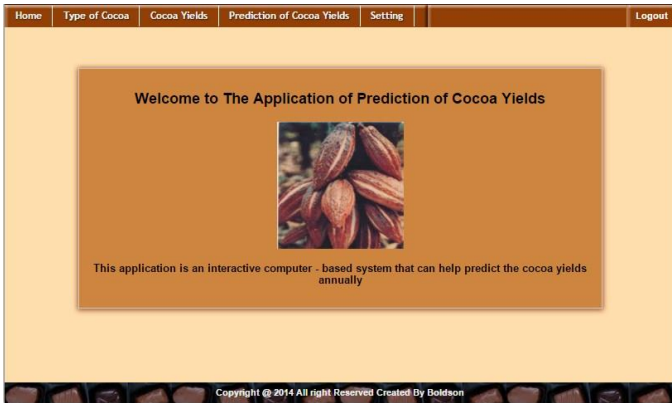 Home Type of Cocoa Cocoa Yields Prediction of Cocoa Yields Setting Logout
Welcome to The Application of Prediction of Cocoa Yields
This application is an interactive computer - based system that can help predict the cocoa yields
annually
Copyright @ 2014 All right Reserved Created By Boldson